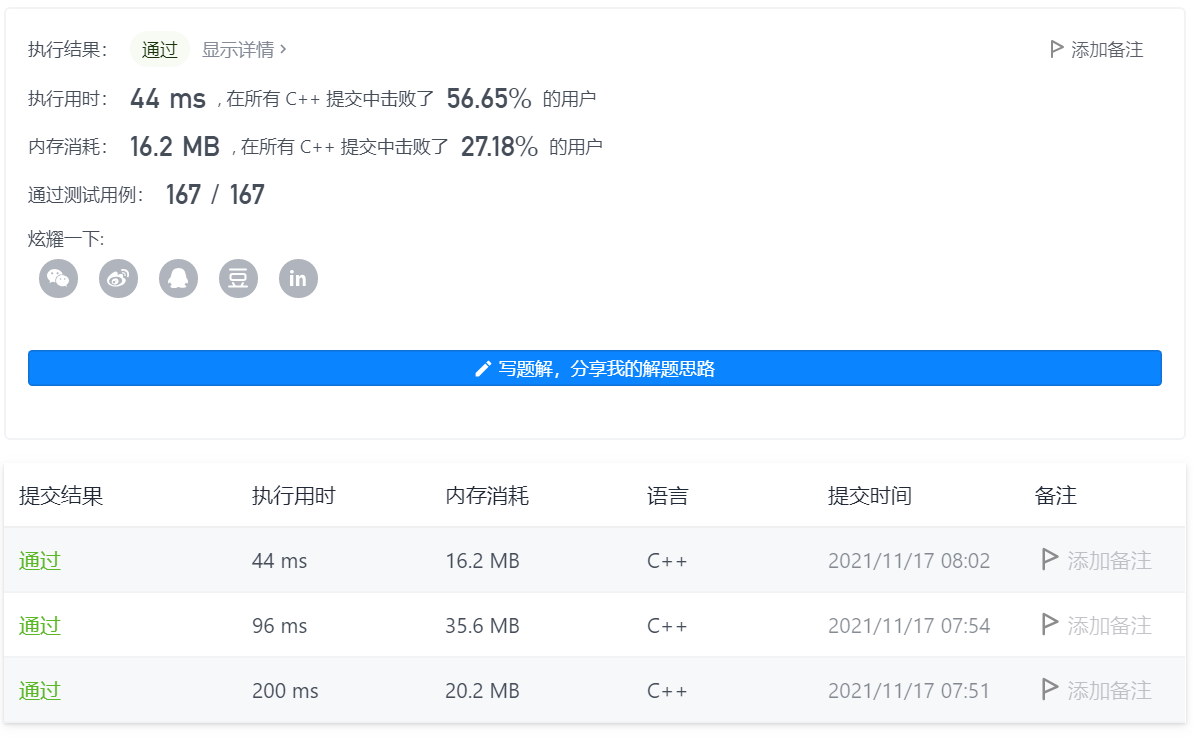 执行结果： 通过 显示详情 > 添加备注
执行用时： 44 ms , 在所有 C++ 提交中击败了 56.65% 的用户
内存消耗： 16.2 MB , 在所有 C++ 提交中击败了 27.18% 的用户
通过测试用例： 167 / 167
炫耀一下:
豆 in
写题解，分享我的解题思路
提交结果 执行用时 内存消耗 语言 提交时间 备注
通过 44 ms 16.2 MB C++ 2021/11/17 08:02 添加备注
通过 96 ms 35.6 MB C++ 2021/11/17 07:54 添加备注
通过 200 ms 20.2 MB C++ 2021/11/17 07:51 添加备注